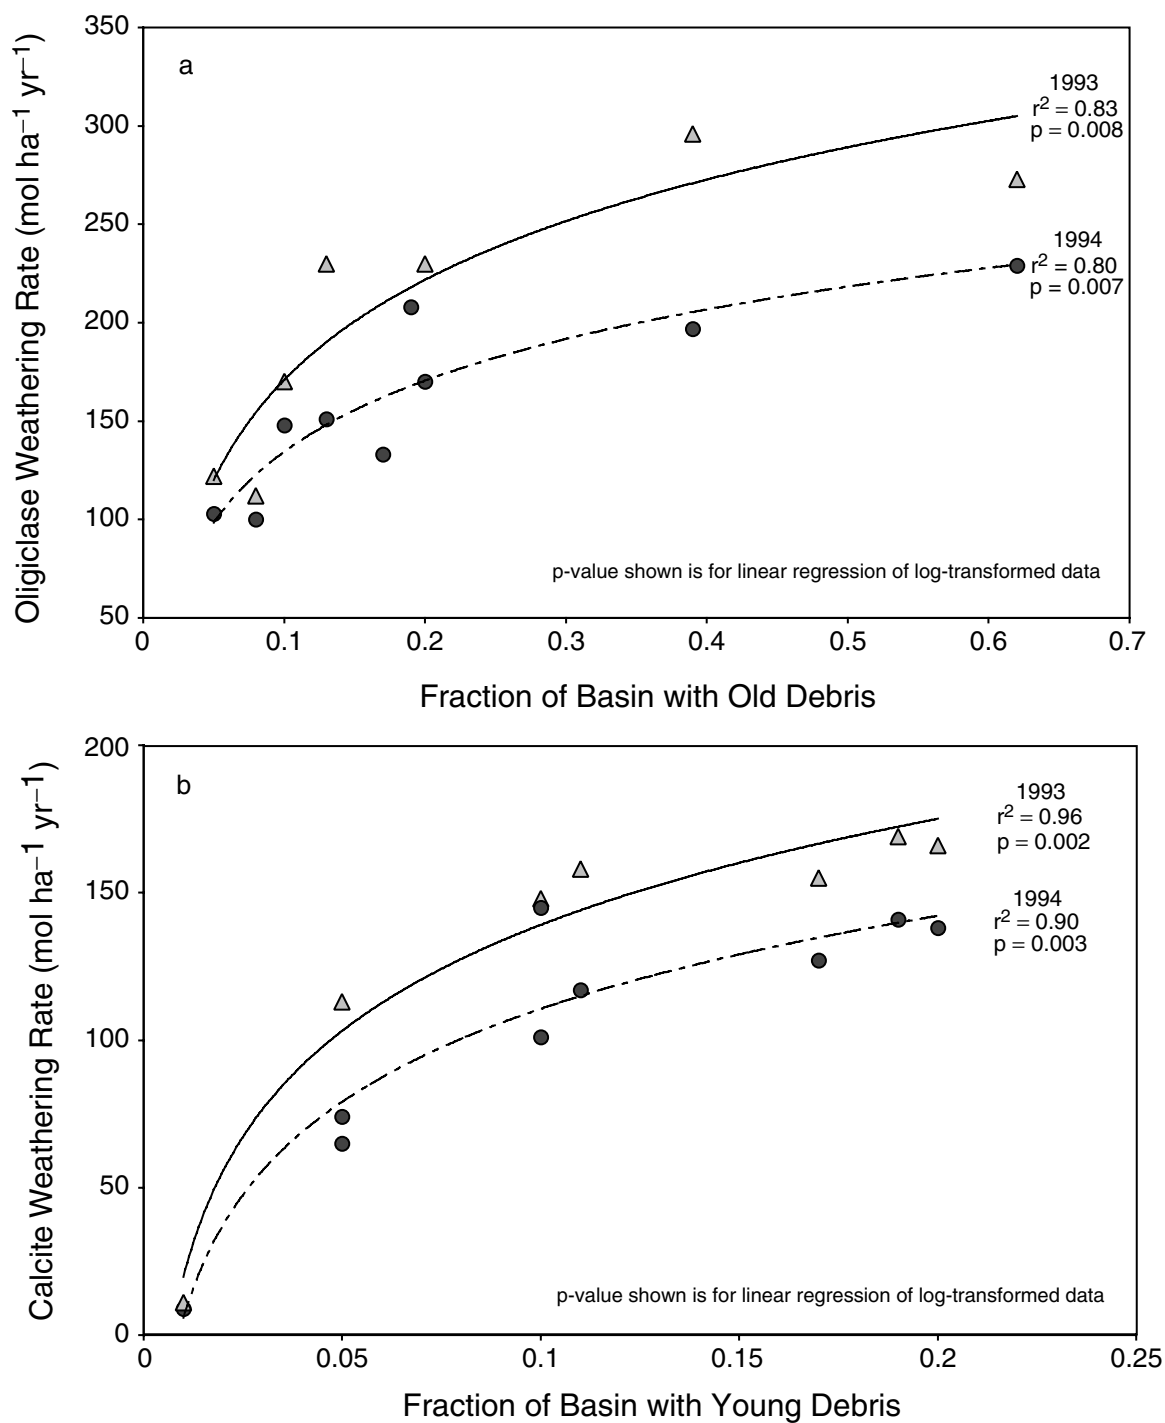 350
300
250
200
150
100
50
Oligiclase Weathering Rate (mol ha⁻¹ yr⁻¹)
a
1993
r² = 0.83
p = 0.008
1994
r² = 0.80
p = 0.007
p-value shown is for linear regression of log-transformed data
0 0.1 0.2 0.3 0.4 0.5 0.6 0.7
Fraction of Basin with Old Debris
200
150
100
50
0
Calcite Weathering Rate (mol ha⁻¹ yr⁻¹)
b
1993
r² = 0.96
p = 0.002
1994
r² = 0.90
p = 0.003
p-value shown is for linear regression of log-transformed data
0 0.05 0.1 0.15 0.2 0.25
Fraction of Basin with Young Debris